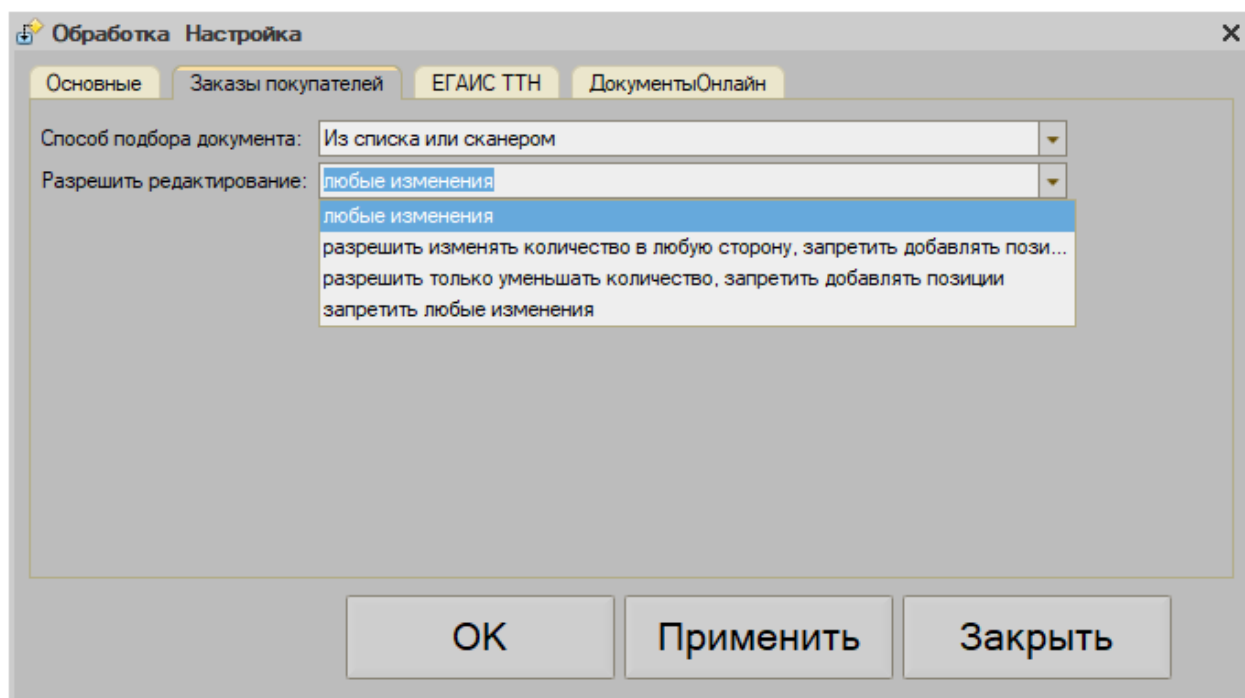 Обработка Настройка
Основные Заказы покупателей ЕГАИС ТТН ДокументыОнлайн
Способ подбора документа: Из списка или сканером
Разрешить редактирование: любые изменения
любые изменения
разрешить изменять количество в любую сторону, запретить добавлять пози...
разрешить только уменьшать количество, запретить добавлять позиции
запретить любые изменения
ОК Применить Закрыть